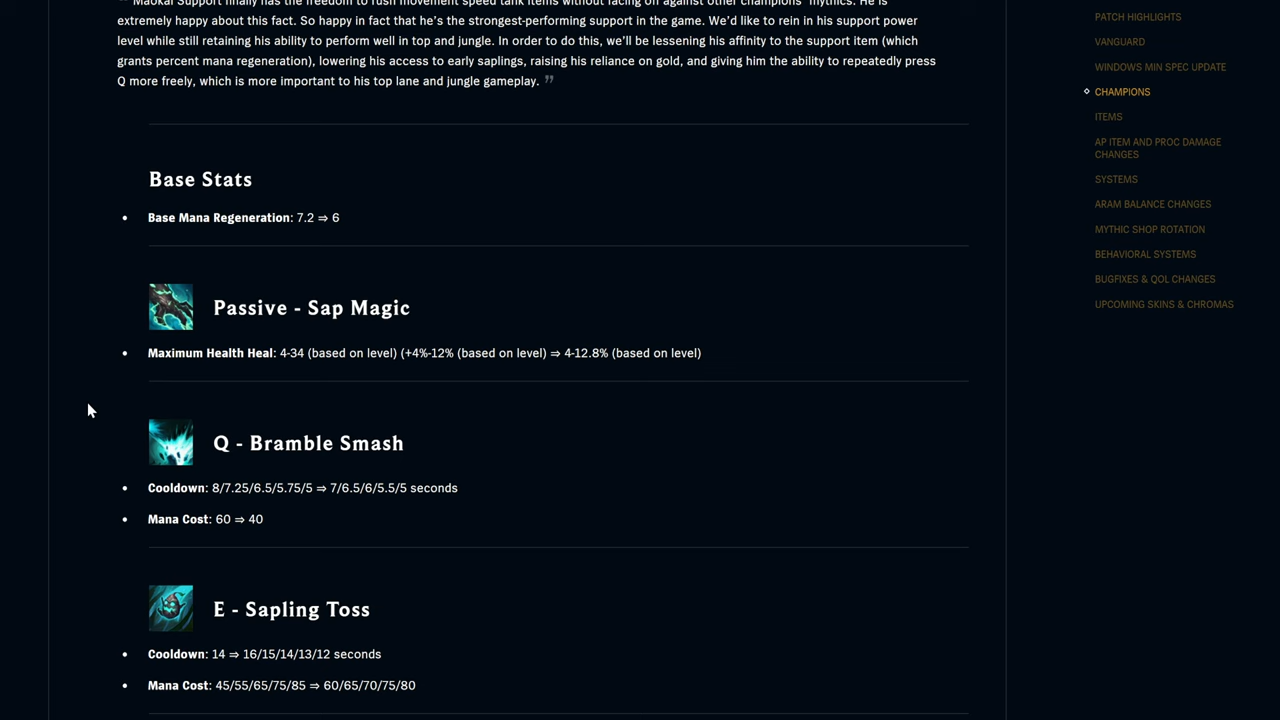 “ Maokai Support finally has the freedom to rush movement speed tank items without facing off against other champions' mythics. He is
extremely happy about this fact. So happy in fact that he's the strongest-performing support in the game. We'd like to rein in his support power
level while still retaining his ability to perform well in top and jungle. In order to do this, we'll be lessening his affinity to the support item (which
grants percent mana regeneration), lowering his access to early saplings, raising his reliance on gold, and giving him the ability to repeatedly press
Q more freely, which is more important to his top lane and jungle gameplay. ”
Base Stats
• Base Mana Regeneration: 7.2 ⇒ 6
Passive - Sap Magic
• Maximum Health Heal: 4-34 (based on level) (+4%-12% (based on level) ⇒ 4-12.8% (based on level)
Q - Bramble Smash
• Cooldown: 8/7.25/6.5/5.75/5 ⇒ 7/6.5/6/5.5/5 seconds
• Mana Cost: 60 ⇒ 40
E - Sapling Toss
• Cooldown: 14 ⇒ 16/15/14/13/12 seconds
• Mana Cost: 45/55/65/75/85 ⇒ 60/65/70/75/80
PATCH HIGHLIGHTS
VANGUARD
WINDOWS MIN SPEC UPDATE
CHAMPIONS
ITEMS
AP ITEM AND PROC DAMAGE
CHANGES
SYSTEMS
ARAM BALANCE CHANGES
MYTHIC SHOP ROTATION
BEHAVIORAL SYSTEMS
BUGFIXES & QOL CHANGES
UPCOMING SKINS & CHROMAS